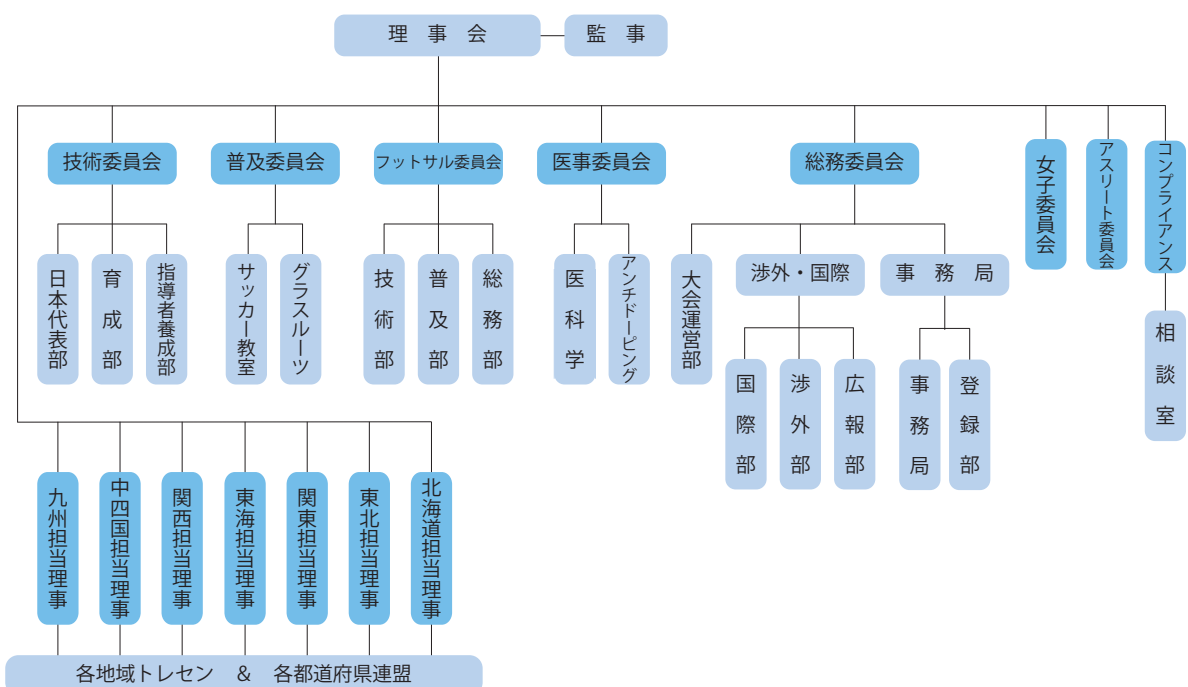 理事会
監事
技術委員会
普及委員会
フットサル委員会
医事委員会
総務委員会
女子委員会
アスリート委員会
コンプライアンス
日本代表部
育成部
指導者養成部
サッカー教室
グラスルーツ
技術部
普及部
総務部
医科学
アンチドーピング
大会運営部
渉外・国際
事務局
国際部
渉外部
広報部
事務局
登録部
相談室
九州担当理事
中四国担当理事
関西担当理事
東海担当理事
関東担当理事
東北担当理事
北海道担当理事
各地域トレセン & 各都道府県連盟